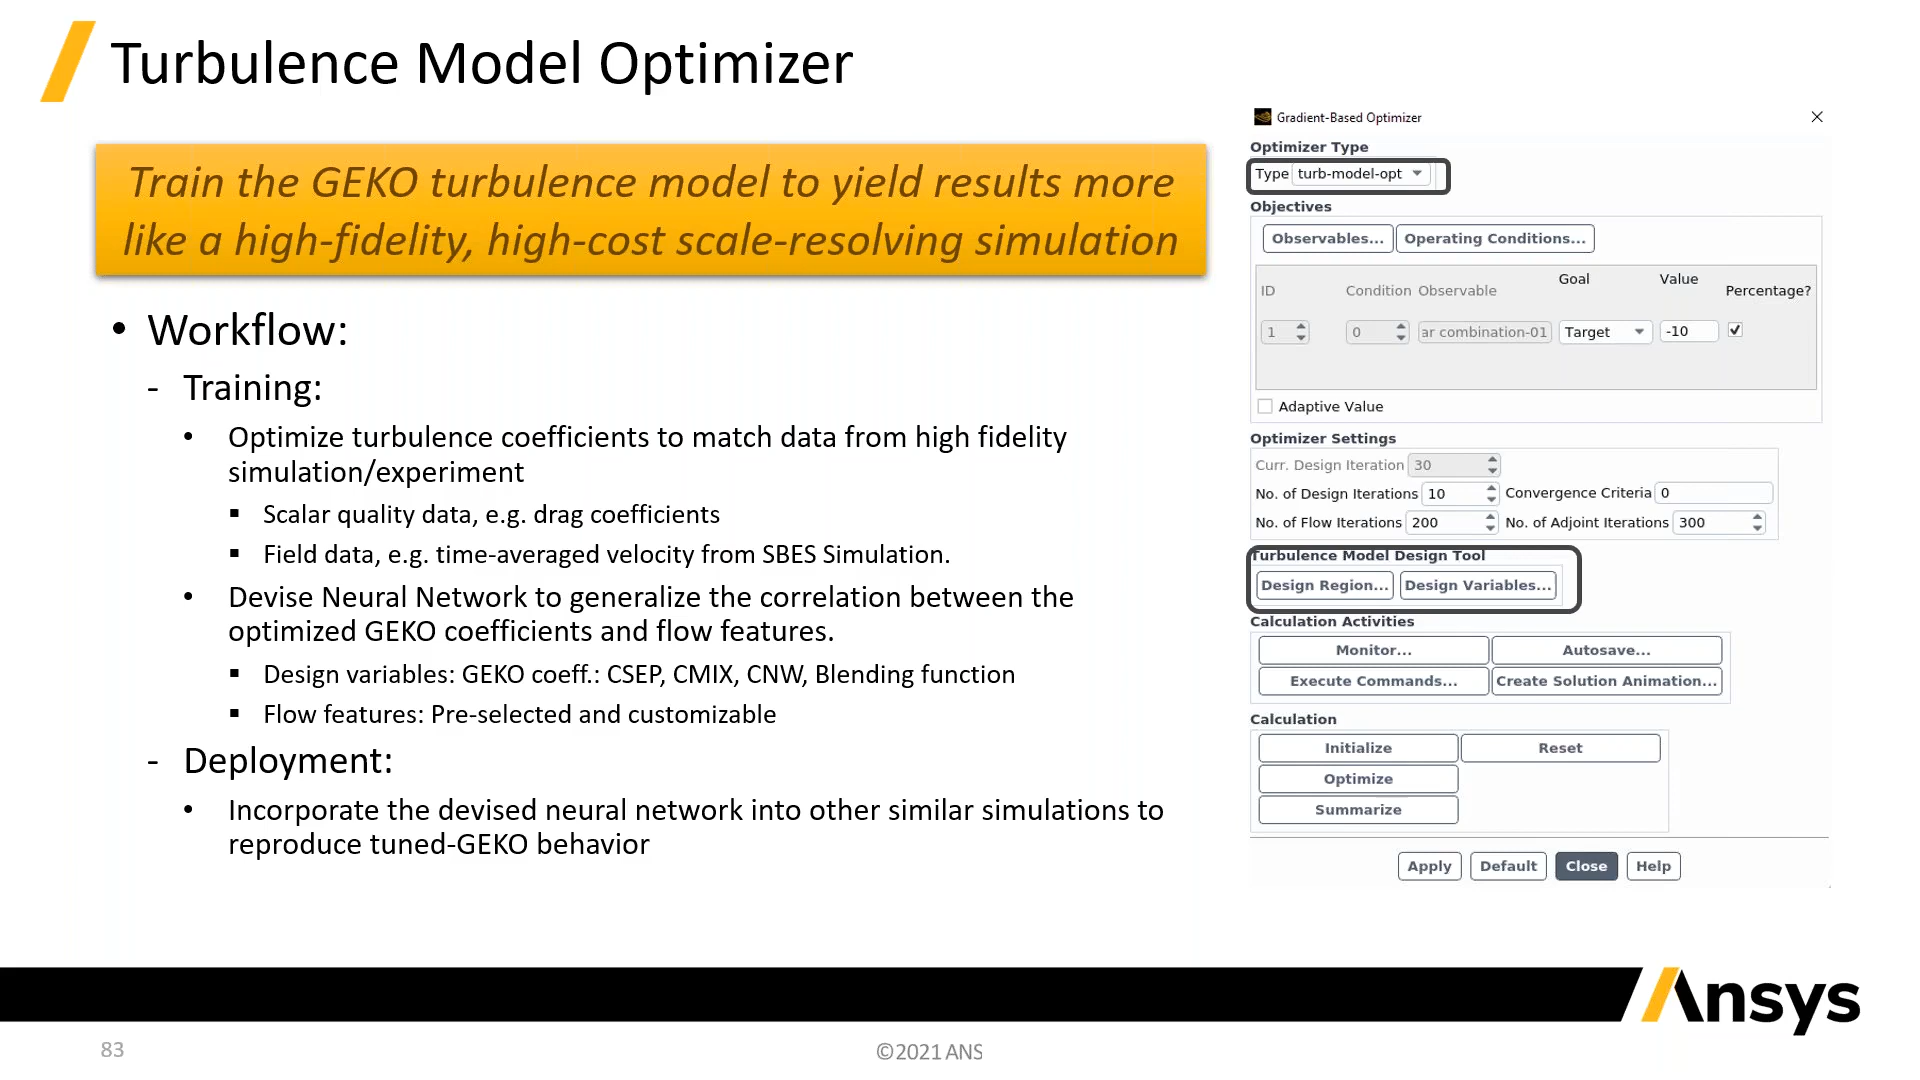 Turbulence Model Optimizer
Train the GEKO turbulence model to yield results more
like a high-fidelity, high-cost scale-resolving simulation
• Workflow:
- Training:
• Optimize turbulence coefficients to match data from high fidelity
simulation/experiment
▪ Scalar quality data, e.g. drag coefficients
▪ Field data, e.g. time-averaged velocity from SBES Simulation.
• Devise Neural Network to generalize the correlation between the
optimized GEKO coefficients and flow features.
▪ Design variables: GEKO coeff.: CSEP, CMIX, CNW, Blending function
▪ Flow features: Pre-selected and customizable
- Deployment:
• Incorporate the devised neural network into other similar simulations to
reproduce tuned-GEKO behavior
Gradient-Based Optimizer
Optimizer Type
Type turb-model-opt
Objectives
Observables... Operating Conditions...
ID Condition Observable Goal Value Percentage?
1 0 ar combination-01 Target -10
Adaptive Value
Optimizer Settings
Curr. Design Iteration 30
No. of Design Iterations 10 Convergence Criteria 0
No. of Flow Iterations 200 No. of Adjoint Iterations 300
Turbulence Model Design Tool
Design Region... Design Variables...
Calculation Activities
Monitor... Autosave...
Execute Commands... Create Solution Animation...
Calculation
Initialize Reset
Optimize
Summarize
Apply Default Close Help
Ansys
83
©2021 ANS